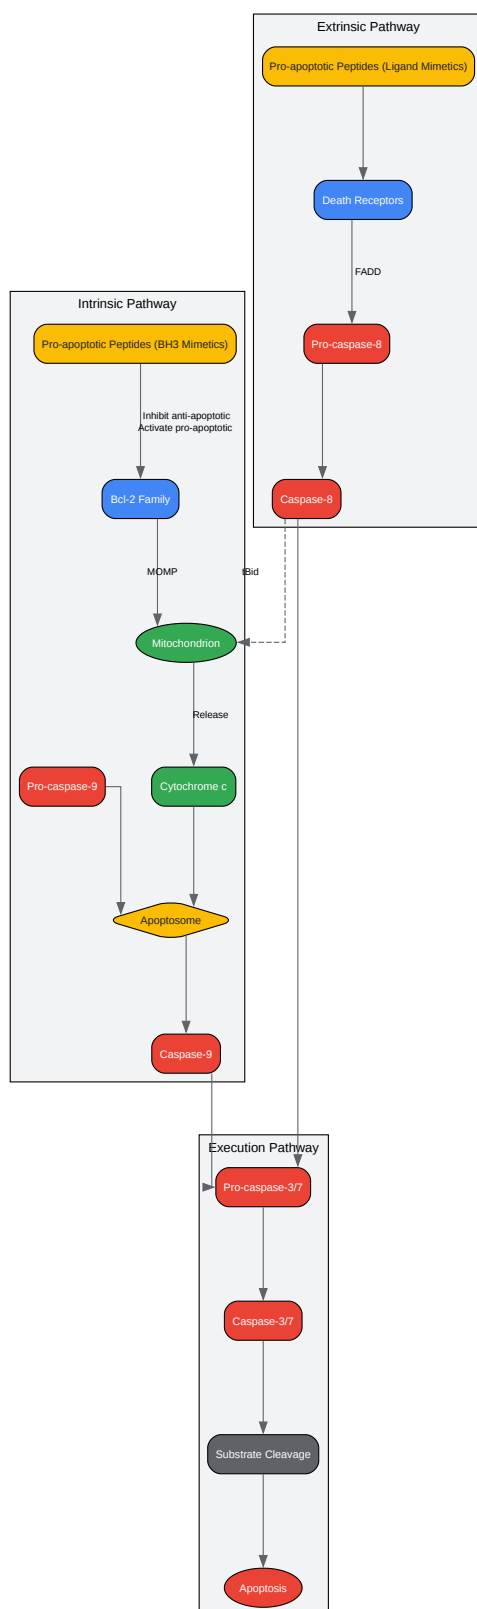 Extrinsic Pathway
Pro-apoptotic Peptides (Ligand Mimetics)
Death Receptors
FADD
Pro-caspase-8
Caspase-8
Intrinsic Pathway
Pro-apoptotic Peptides (BH3 Mimetics)
Inhibit anti-apoptotic
Activate pro-apoptotic
Bcl-2 Family
MOMP
tBid
Mitochondrion
Release
Pro-caspase-9
Cytochrome c
Apoptosome
Caspase-9
Execution Pathway
Pro-caspase-3/7
Caspase-3/7
Substrate Cleavage
Apoptosis